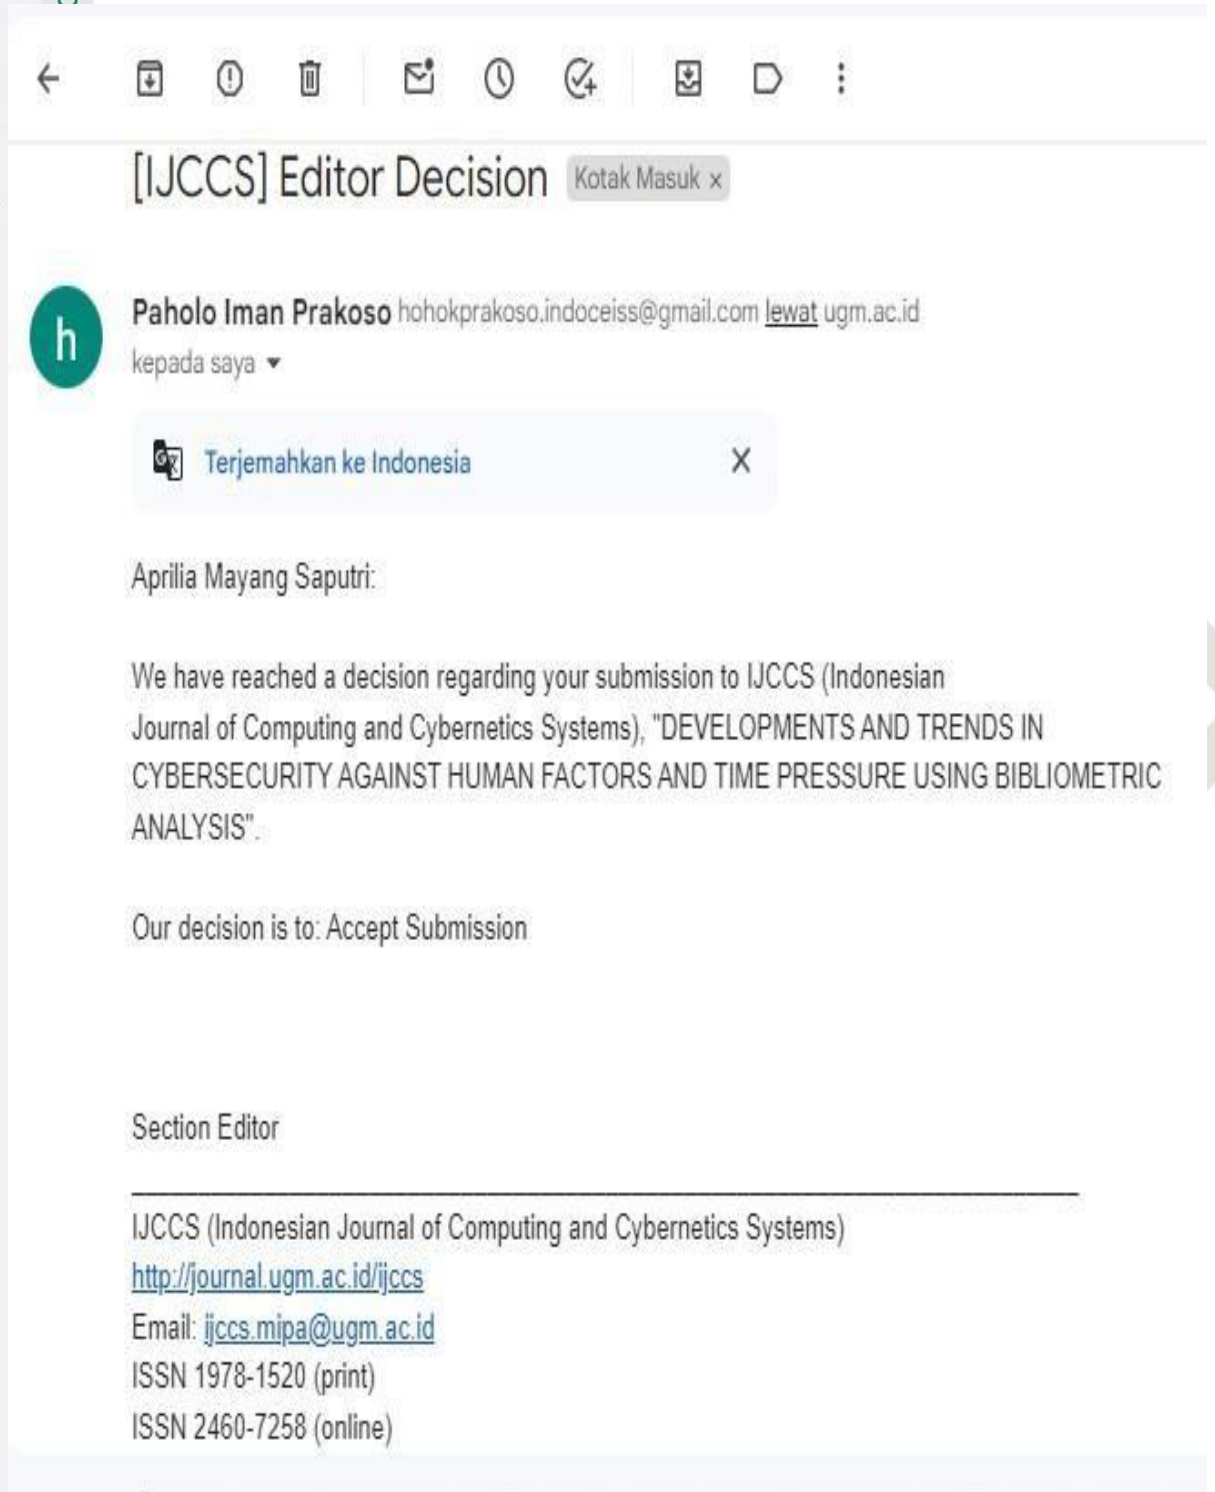 [IJCCS] Editor Decision Kotak Masuk x
h
Paholo Iman Prakoso hohokprakoso.indoceiss@gmail.com lewat ugm.ac.id
kepada saya
Terjemahkan ke Indonesia
Aprilia Mayang Saputri:
We have reached a decision regarding your submission to IJCCS (Indonesian
Journal of Computing and Cybernetics Systems), "DEVELOPMENTS AND TRENDS IN
CYBERSECURITY AGAINST HUMAN FACTORS AND TIME PRESSURE USING BIBLIOMETRIC
ANALYSIS".
Our decision is to: Accept Submission
Section Editor
IJCCS (Indonesian Journal of Computing and Cybernetics Systems)
http://journal.ugm.ac.id/ijccs
Email: ijccs.mipa@ugm.ac.id
ISSN 1978-1520 (print)
ISSN 2460-7258 (online)